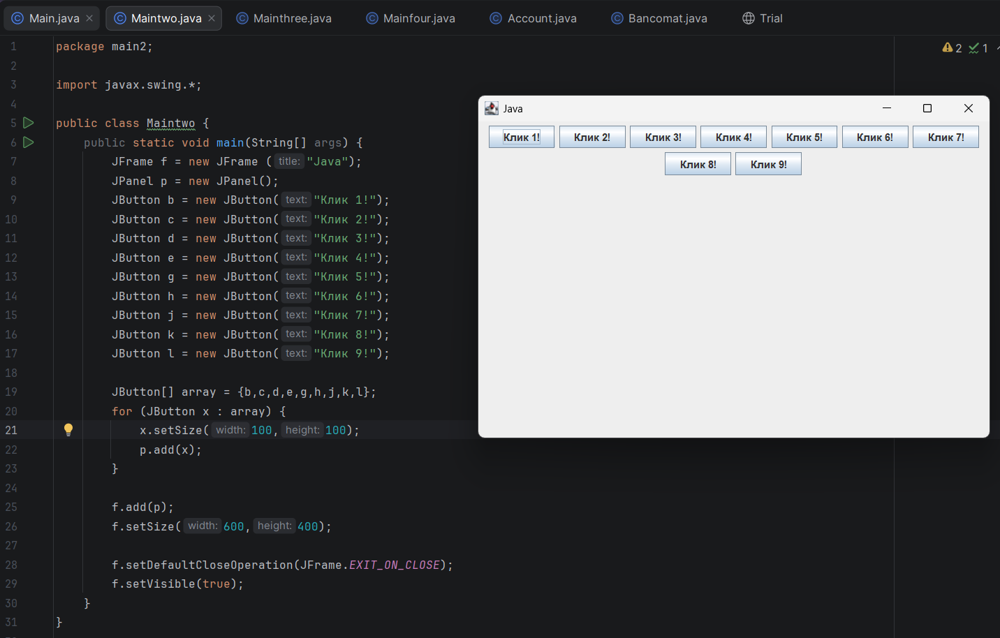 Main.java Maintwo.java Mainthree.java Mainfour.java Account.java Bancomat.java Trial
2 1
1 package main2;
2
3 import javax.swing.*;
4
5 public class Maintwo {
6 public static void main(String[] args) {
7 JFrame f = new JFrame ( title: "Java");
8 JPanel p = new JPanel();
9 JButton b = new JButton( text: "Клик 1!");
10 JButton c = new JButton( text: "Клик 2!");
11 JButton d = new JButton( text: "Клик 3!");
12 JButton e = new JButton( text: "Клик 4!");
13 JButton g = new JButton( text: "Клик 5!");
14 JButton h = new JButton( text: "Клик 6!");
15 JButton j = new JButton( text: "Клик 7!");
16 JButton k = new JButton( text: "Клик 8!");
17 JButton l = new JButton( text: "Клик 9!");
18
19 JButton[] array = {b,c,d,e,g,h,j,k,l};
20 for (JButton x : array) {
21 x.setSize( width: 100, height: 100);
22 p.add(x);
23 }
24
25 f.add(p);
26 f.setSize( width: 600, height: 400);
27
28 f.setDefaultCloseOperation(JFrame.EXIT_ON_CLOSE);
29 f.setVisible(true);
30 }
31 }
Java
Клик 1! Клик 2! Клик 3! Клик 4! Клик 5! Клик 6! Клик 7!
Клик 8! Клик 9!